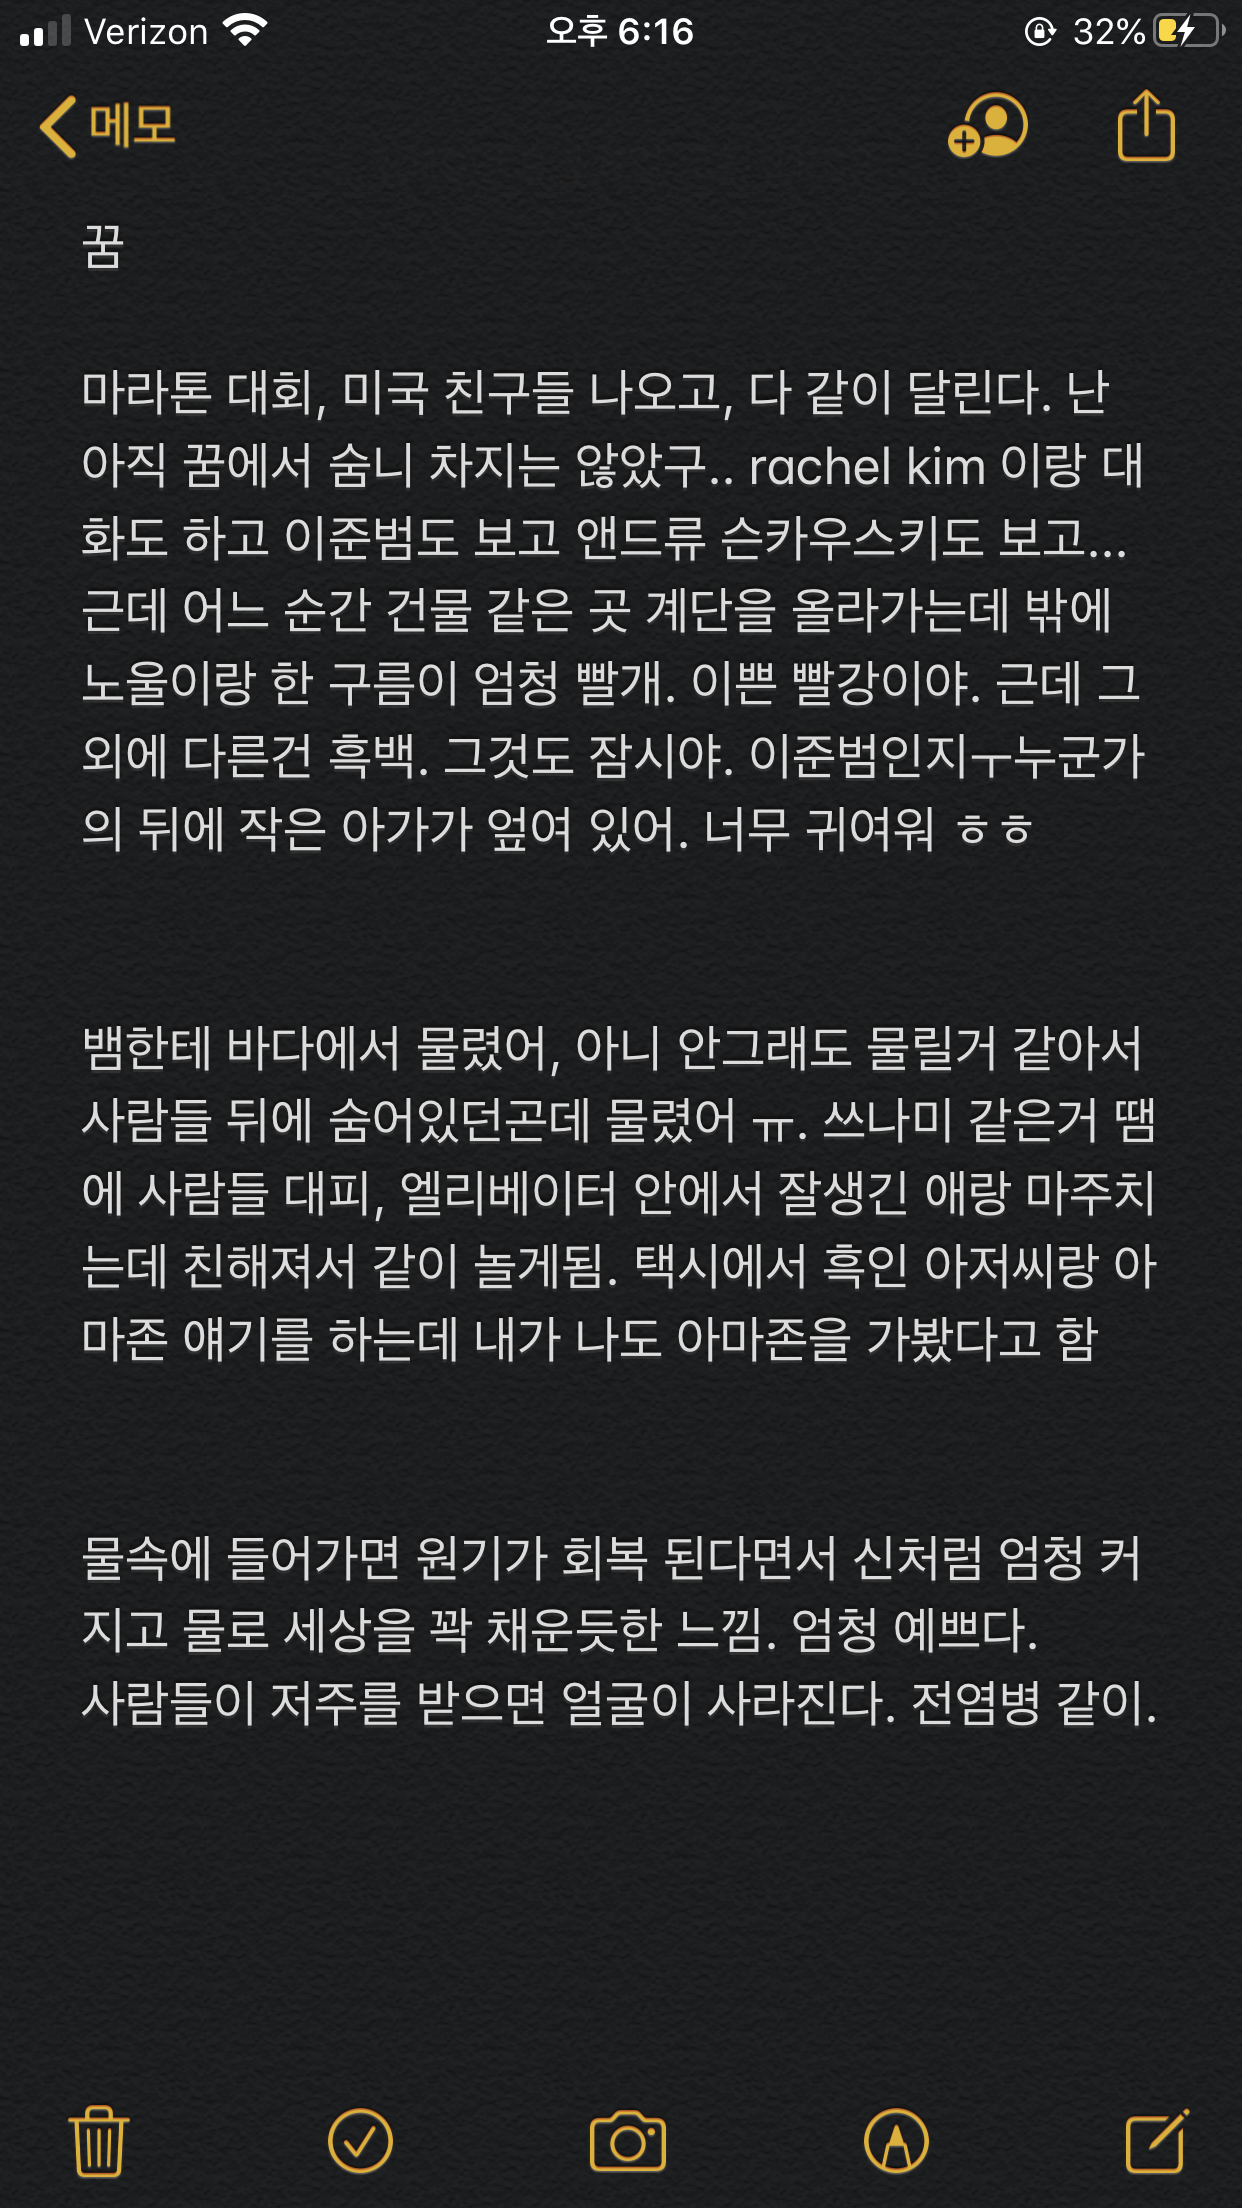 Verizon 오후 6:16 32%
메모
꿈
마라톤 대회, 미국 친구들 나오고, 다 같이 달린다. 난
아직 꿈에서 숨니 차지는 않았구.. rachel kim 이랑 대
화도 하고 이준범도 보고 앤드류 슨카우스키도 보고...
근데 어느 순간 건물 같은 곳 계단을 올라가는데 밖에
노울이랑 한 구름이 엄청 빨개. 이쁜 빨강이야. 근데 그
외에 다른건 흑백. 그것도 잠시야. 이준범인지ㅜ누군가
의 뒤에 작은 아가가 엎여 있어. 너무 귀여워 ㅎㅎ
뱀한테 바다에서 물렸어, 아니 안그래도 물릴거 같아서
사람들 뒤에 숨어있던곤데 물렸어 ㅠ. 쓰나미 같은거 땜
에 사람들 대피, 엘리베이터 안에서 잘생긴 애랑 마주치
는데 친해져서 같이 놀게됨. 택시에서 흑인 아저씨랑 아
마존 얘기를 하는데 내가 나도 아마존을 가봤다고 함
물속에 들어가면 원기가 회복 된다면서 신처럼 엄청 커
지고 물로 세상을 꽉 채운듯한 느낌. 엄청 예쁘다.
사람들이 저주를 받으면 얼굴이 사라진다. 전염병 같이.